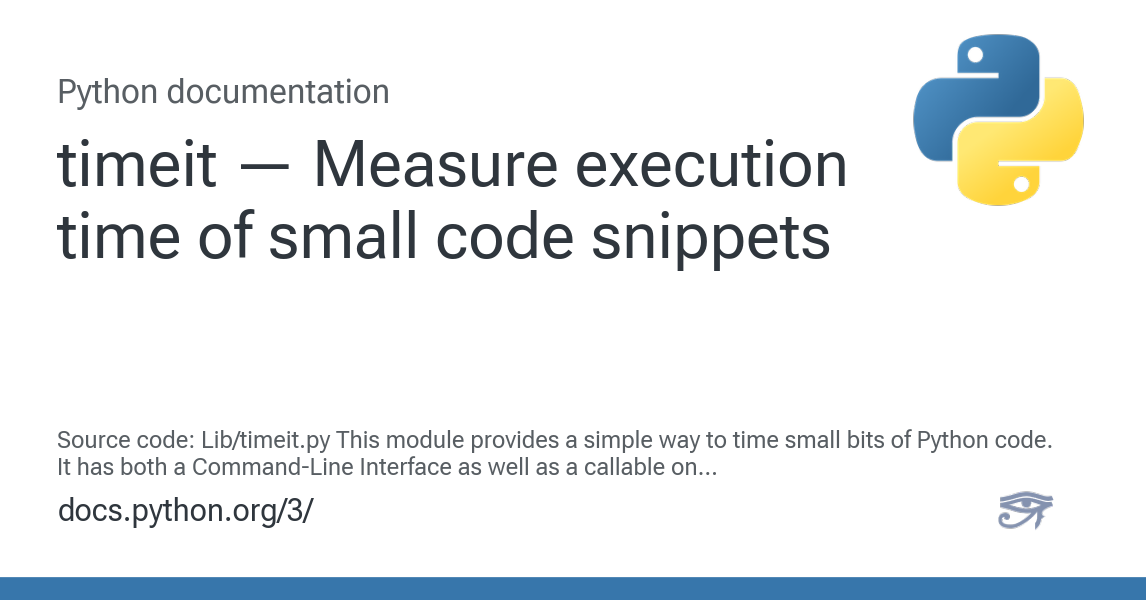 Python documentation
timeit — Measure execution
time of small code snippets
Source code: Lib/timeit.py This module provides a simple way to time small bits of Python code.
It has both a Command-Line Interface as well as a callable on...
docs.python.org/3/